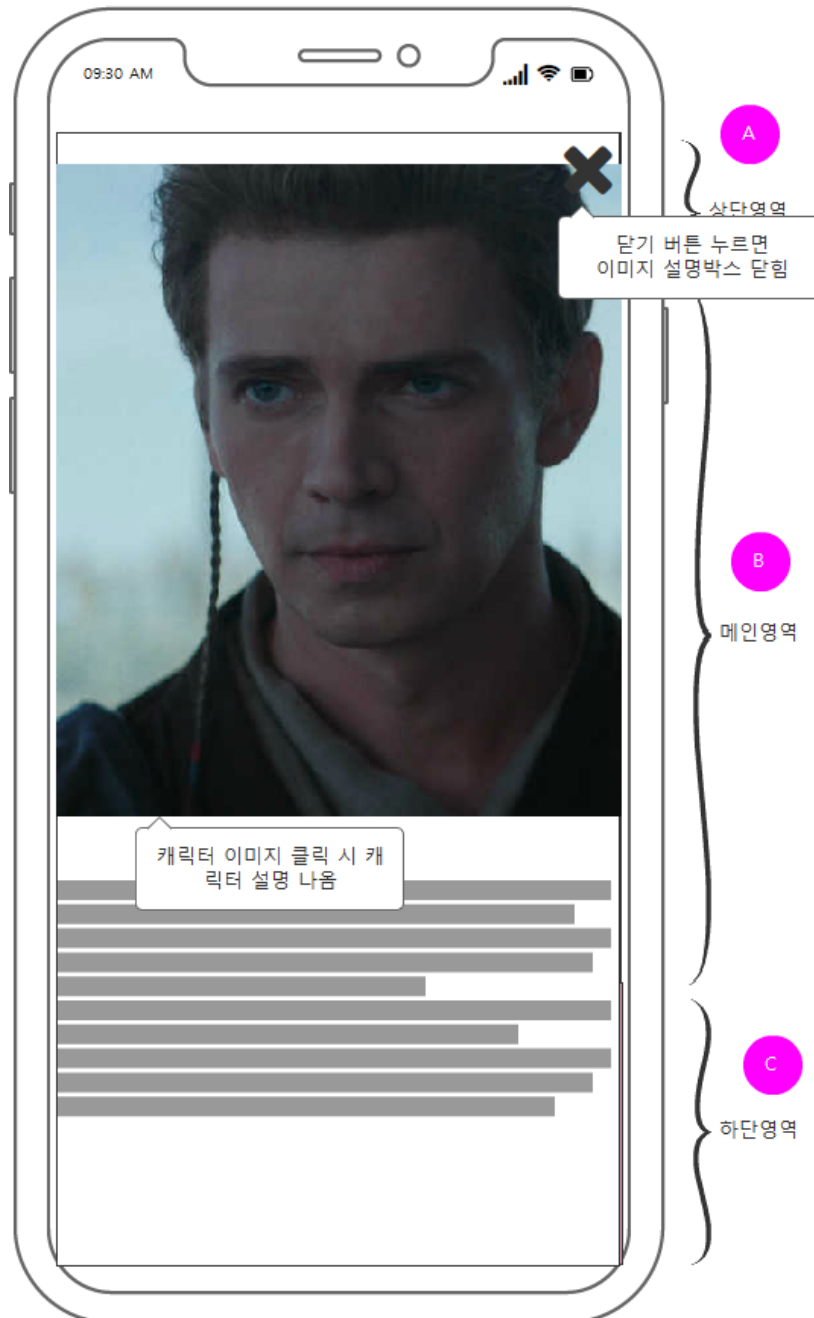 09:30 AM
A
상단영역
닫기 버튼 누르면
이미지 설명박스 닫힘
B
메인영역
캐릭터 이미지 클릭 시 캐
릭터 설명 나옴
C
하단영역